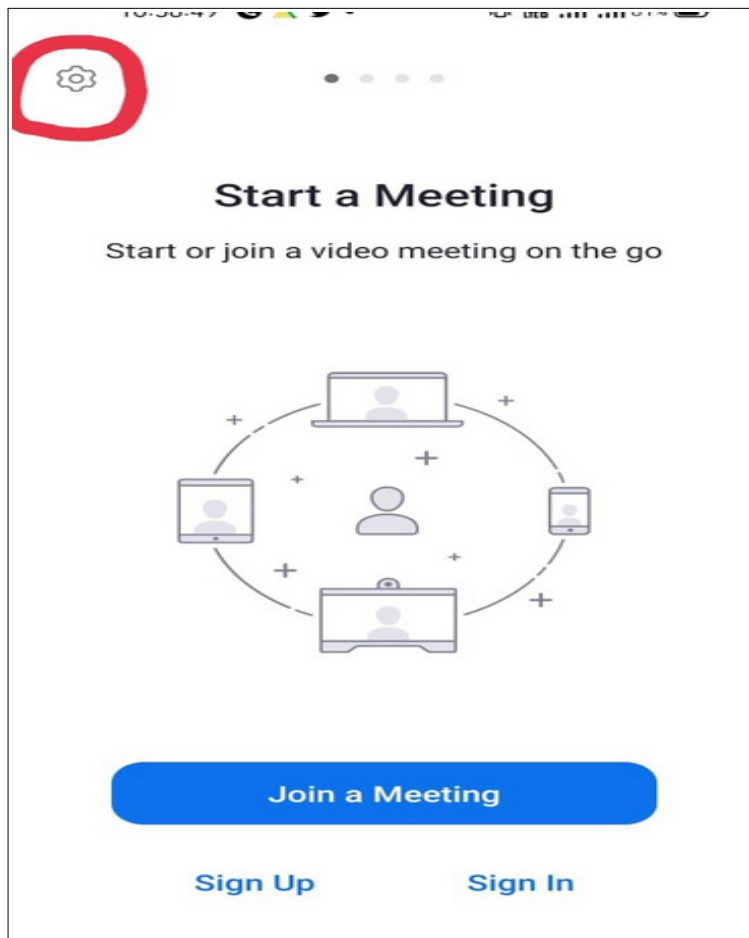 Start a Meeting
Start or join a video meeting on the go
Join a Meeting
Sign Up
Sign In